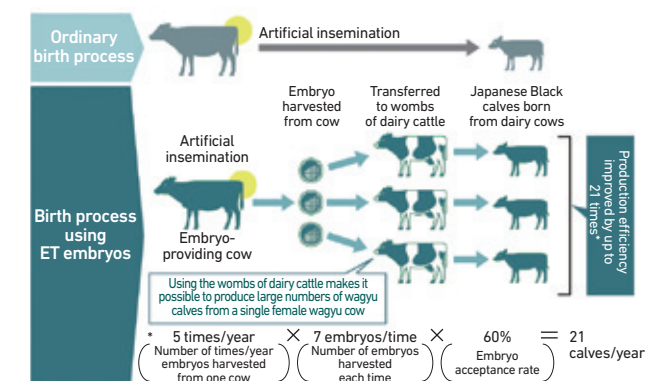 Ordinary
birth process
Artificial insemination
Embryo
harvested
from cow
Transferred
to wombs
of dairy cattle
Japanese Black
calves born
from dairy cows
Artificial
insemination
Birth process
using
ET embryos
Embryo-
providing cow
Production efficiency
improved by up to
21 times*
Using the wombs of dairy cattle makes it
possible to produce large numbers of wagyu
calves from a single female wagyu cow
* 5 times/year × 7 embryos/time × 60% = 21
calves/year
Number of times/year
embryos harvested
from one cow
Number of embryos
harvested
each time
Embryo
acceptance rate